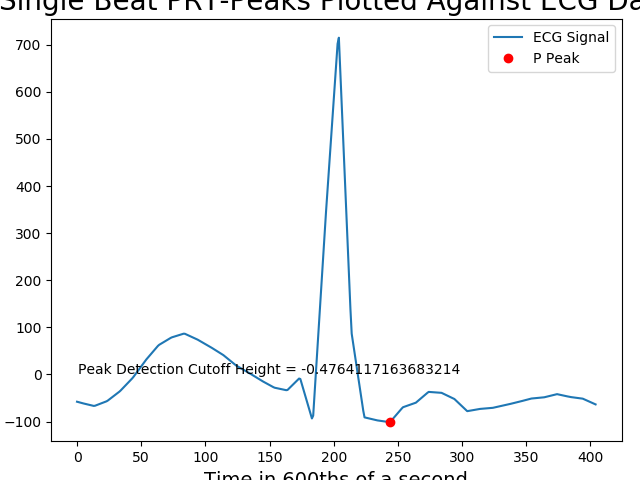 Single Beat PRT-Peaks Plotted Against ECG Da
ECG Signal
P Peak
700
600
500
400
300
200
100
0
−100
Peak Detection Cutoff Height = -0.4764117163683214
0 50 100 150 200 250 300 350 400
Time in 600ths of a second